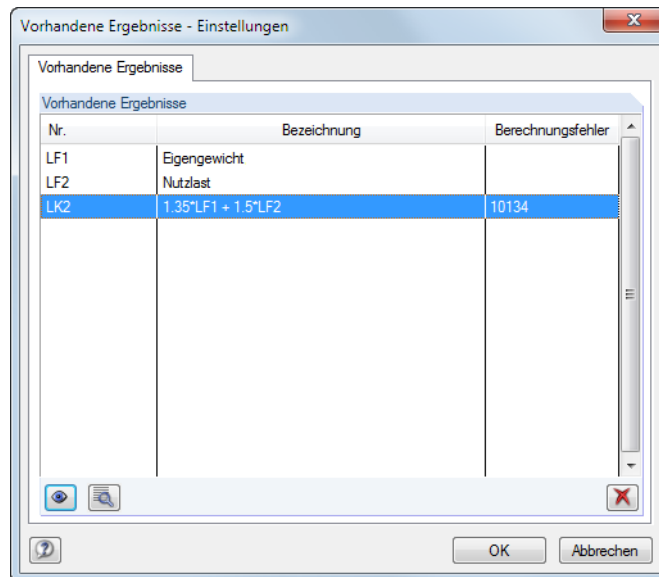 Vorhandene Ergebnisse - Einstellungen
Vorhandene Ergebnisse
Vorhandene Ergebnisse
Nr. Bezeichnung Berechnungsfehler
LF1 Eigengewicht
LF2 Nutzlast
LK2 1.35*LF1 + 1.5*LF2 10134
OK Abbrechen